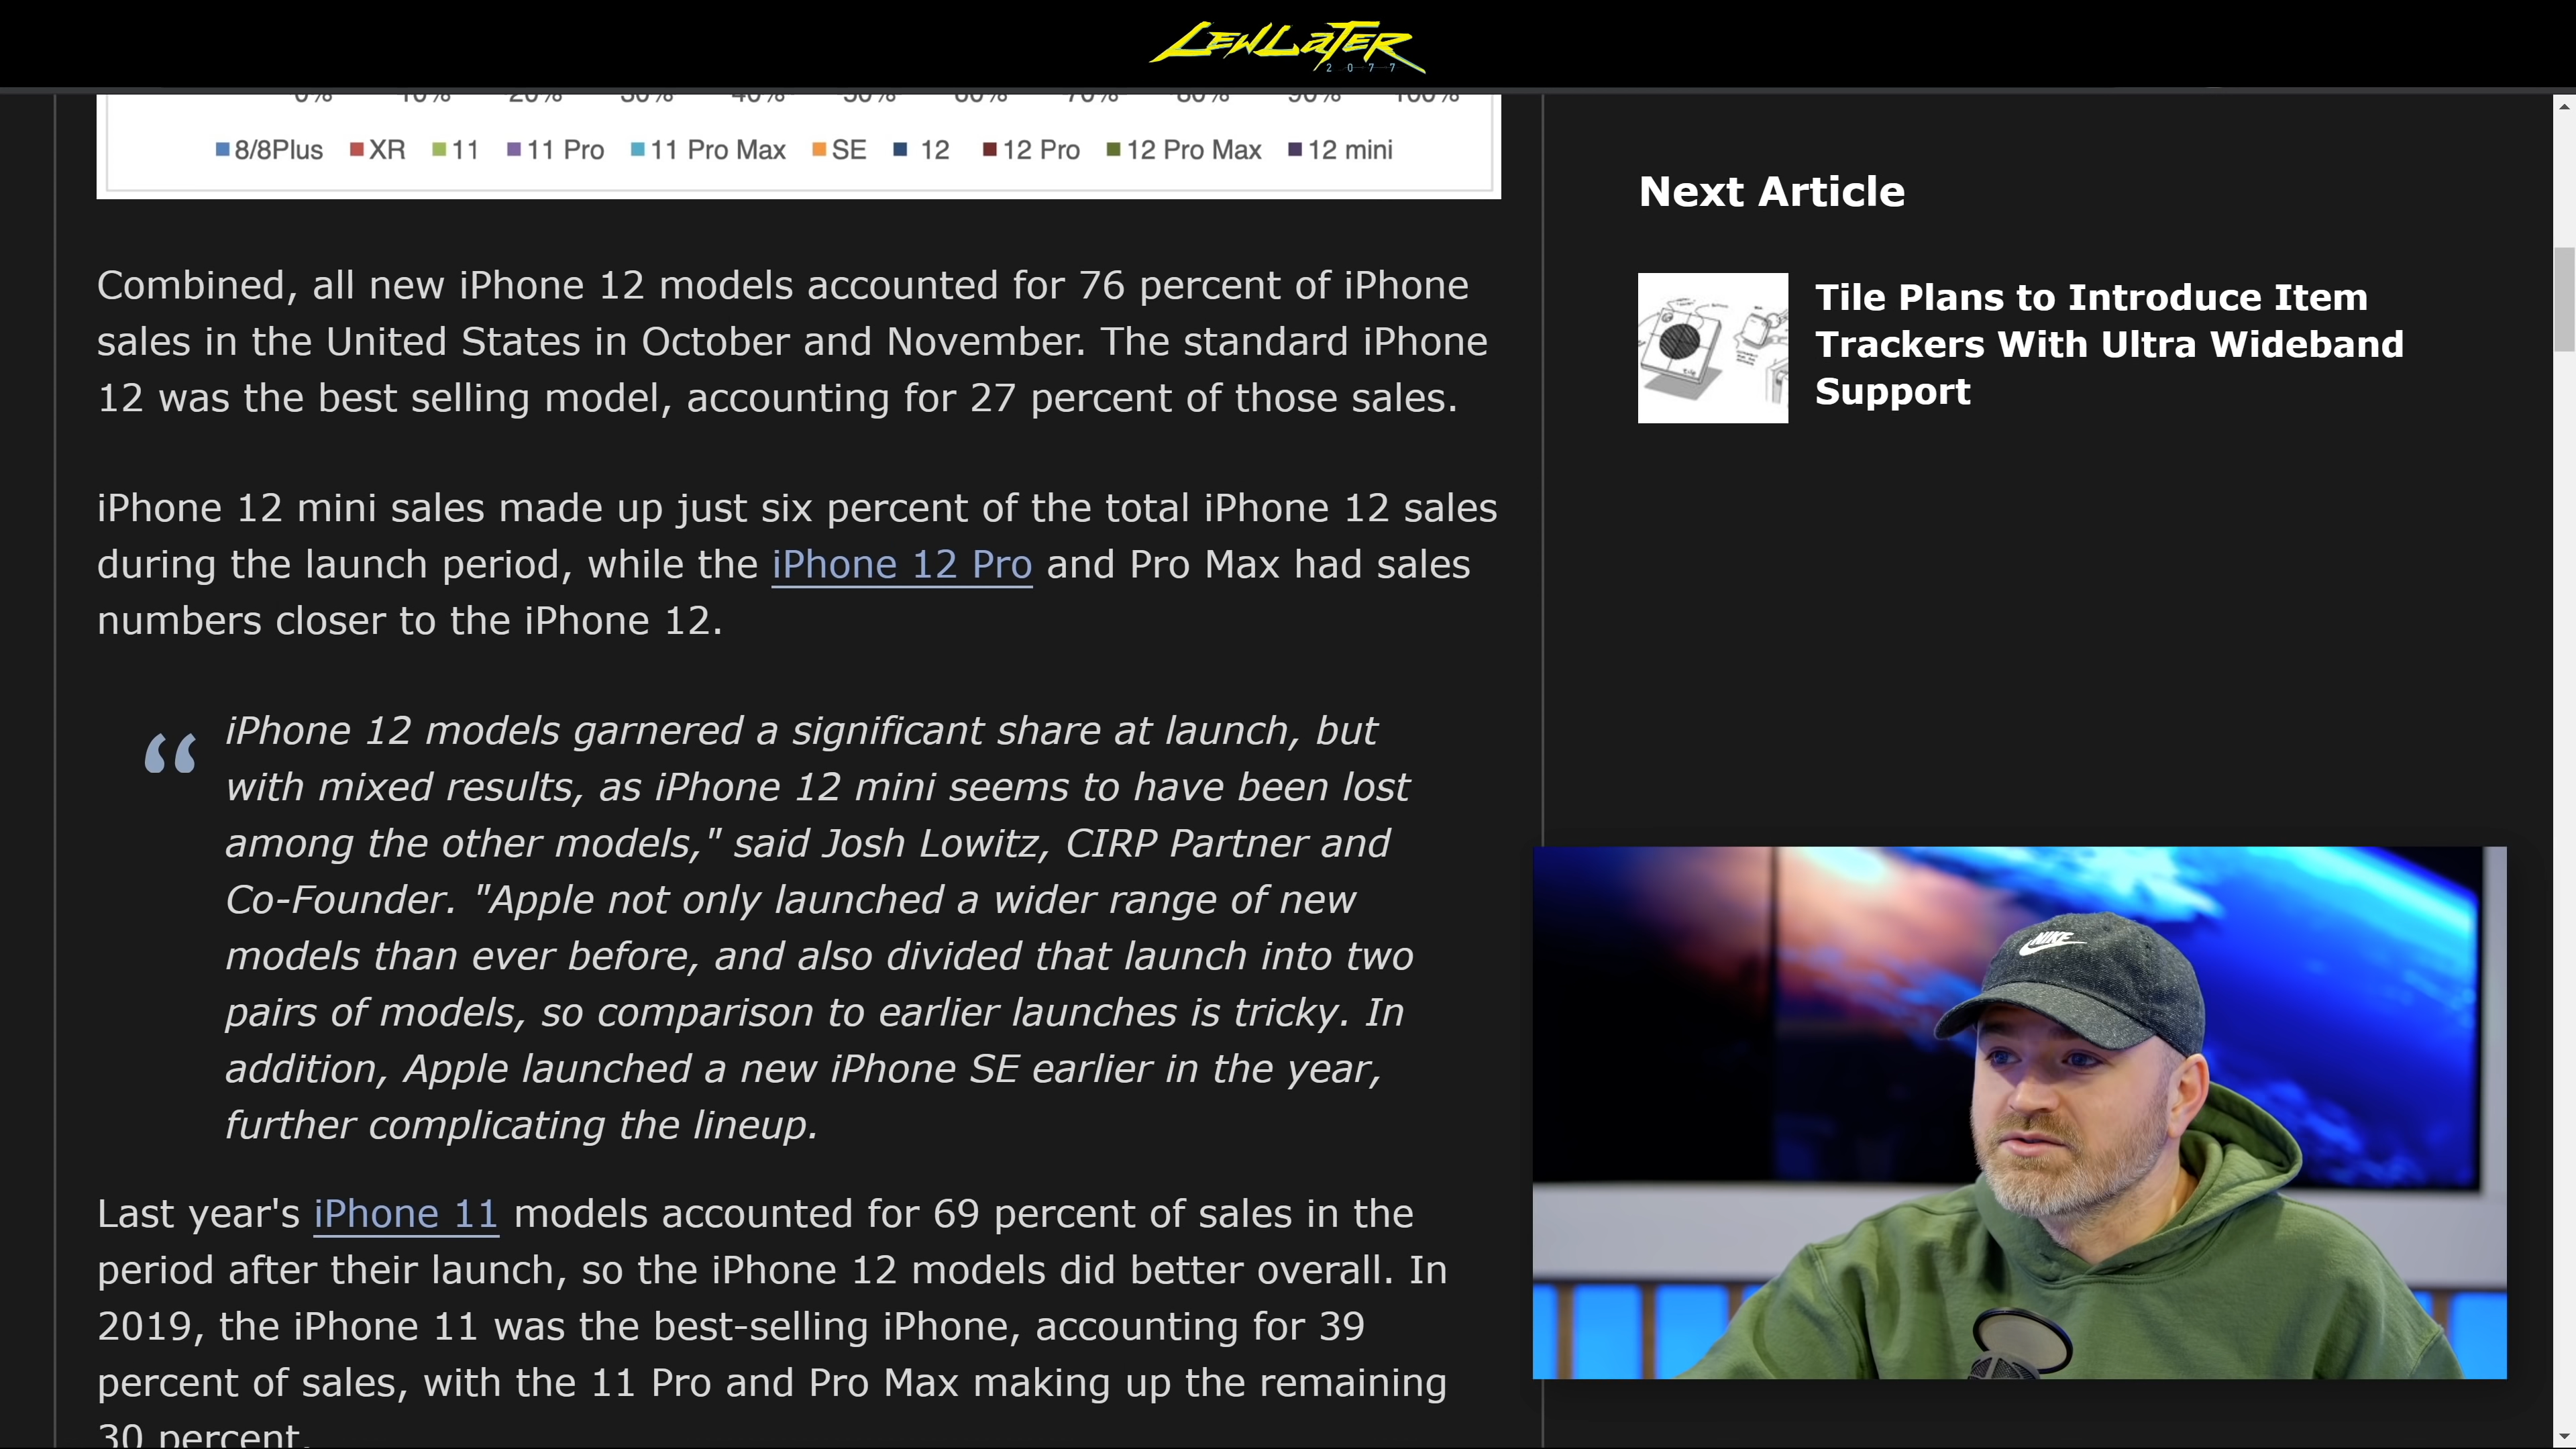 LEWLATER
2077
0% 10% 20% 30% 40% 50% 60% 70% 80% 90% 100%
8/8Plus XR 11 11 Pro 11 Pro Max SE 12 12 Pro 12 Pro Max 12 mini
Combined, all new iPhone 12 models accounted for 76 percent of iPhone
sales in the United States in October and November. The standard iPhone
12 was the best selling model, accounting for 27 percent of those sales.
iPhone 12 mini sales made up just six percent of the total iPhone 12 sales
during the launch period, while the iPhone 12 Pro and Pro Max had sales
numbers closer to the iPhone 12.
“ iPhone 12 models garnered a significant share at launch, but
with mixed results, as iPhone 12 mini seems to have been lost
among the other models," said Josh Lowitz, CIRP Partner and
Co-Founder. "Apple not only launched a wider range of new
models than ever before, and also divided that launch into two
pairs of models, so comparison to earlier launches is tricky. In
addition, Apple launched a new iPhone SE earlier in the year,
further complicating the lineup.
Last year's iPhone 11 models accounted for 69 percent of sales in the
period after their launch, so the iPhone 12 models did better overall. In
2019, the iPhone 11 was the best-selling iPhone, accounting for 39
percent of sales, with the 11 Pro and Pro Max making up the remaining
30 percent.
Next Article
Tile Plans to Introduce Item
Trackers With Ultra Wideband
Support
NIKE